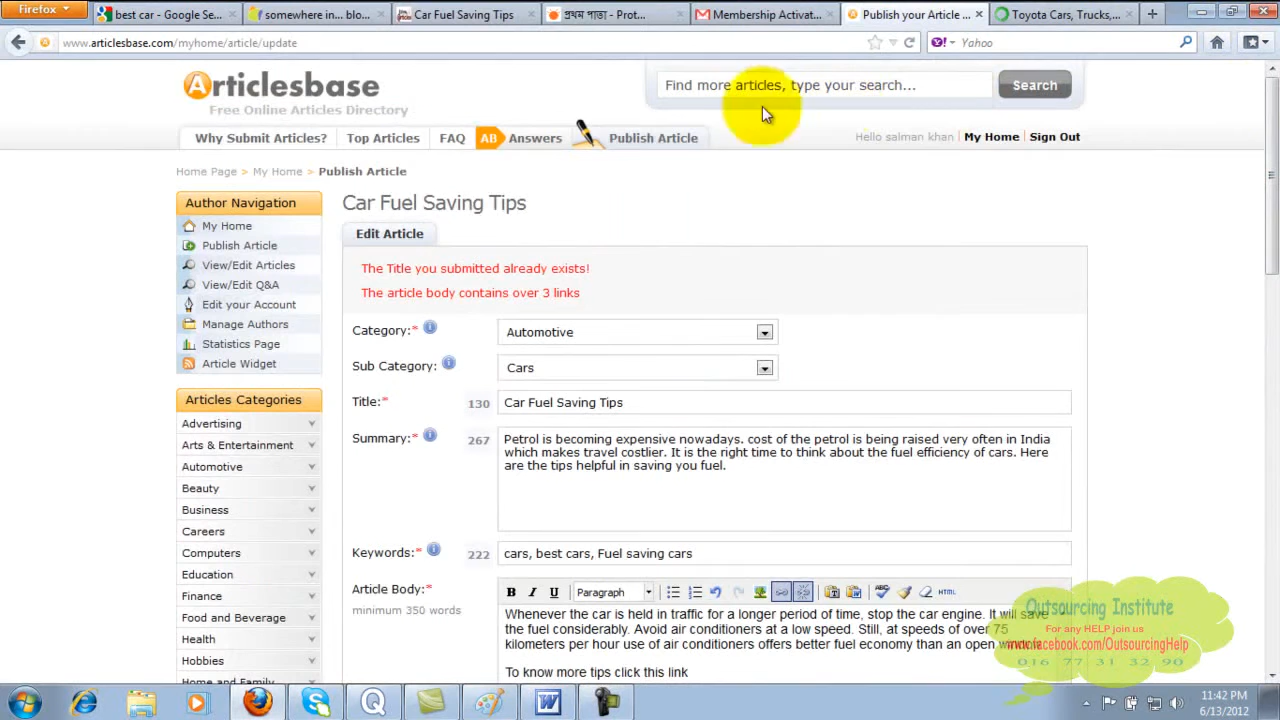 Firefox
best car - Google Se...
somewhere in... blo...
Car Fuel Saving Tips
প্রথম পাতা - Prot...
Membership Activat...
Publish your Article ...
Toyota Cars, Trucks,...
www.articlesbase.com/myhome/article/update
Yahoo
Articlesbase
Free Online Articles Directory
Find more articles, type your search...
Search
Why Submit Articles?
Top Articles
FAQ
AB Answers
Publish Article
Hello salman khan | My Home | Sign Out
Home Page > My Home > Publish Article
Author Navigation
My Home
Publish Article
View/Edit Articles
View/Edit Q&A
Edit your Account
Manage Authors
Statistics Page
Article Widget
Articles Categories
Advertising
Arts & Entertainment
Automotive
Beauty
Business
Careers
Computers
Education
Finance
Food and Beverage
Health
Hobbies
Home and Family
Car Fuel Saving Tips
Edit Article
The Title you submitted already exists!
The article body contains over 3 links
Category:* Automotive
Sub Category: Cars
Title:* 130 Car Fuel Saving Tips
Summary:* 267
Petrol is becoming expensive nowadays. cost of the petrol is being raised very often in India
which makes travel costlier. It is the right time to think about the fuel efficiency of cars. Here
are the tips helpful in saving you fuel.
Keywords:* 222 cars, best cars, Fuel saving cars
Article Body:*
minimum 350 words
B I U Paragraph HTML
Whenever the car is held in traffic for a longer period of time, stop the car engine. It will save
the fuel considerably. Avoid air conditioners at a low speed. Still, at speeds of over 75
kilometers per hour use of air conditioners offers better fuel economy than an open window.
To know more tips click this link
Outsourcing Institute
For any HELP join us
www.facebook.com/OutsourcingHelp
016 77 31 32 90
11:42 PM
6/13/2012